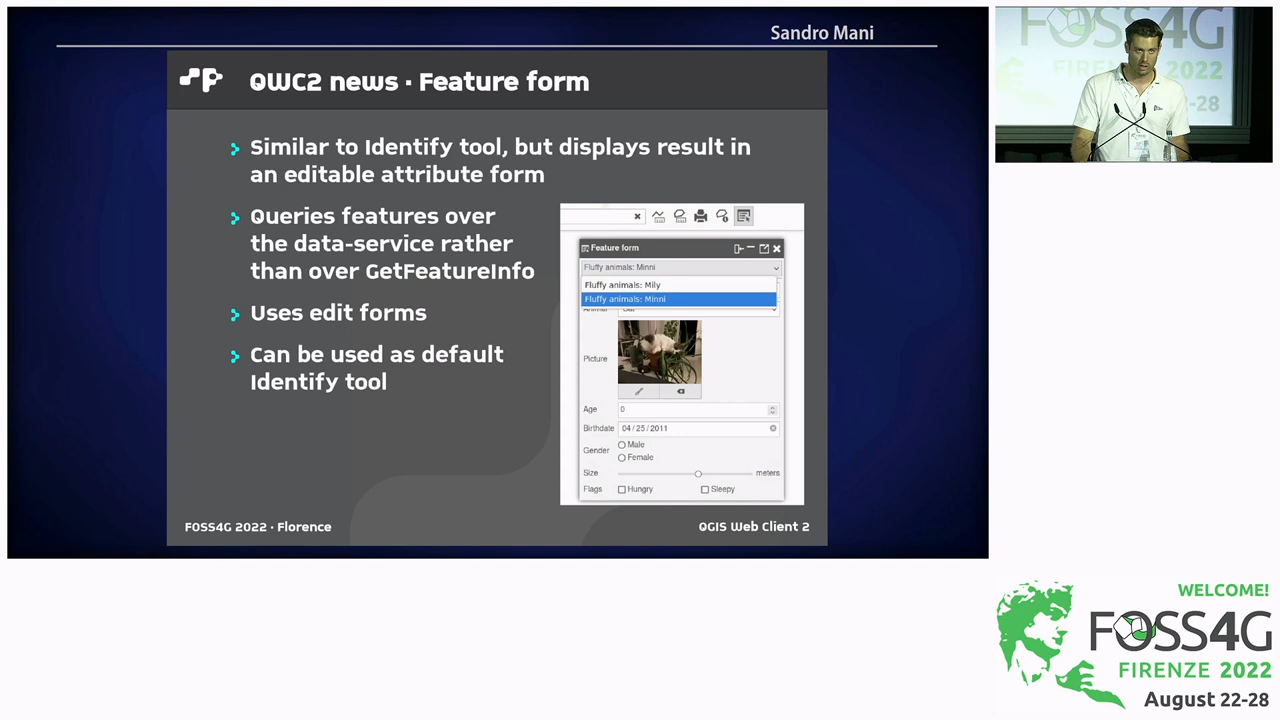 Sandro Mani
QWC2 news · Feature form
Similar to Identify tool, but displays result in
an editable attribute form
Queries features over
the data-service rather
than over GetFeatureInfo
Uses edit forms
Can be used as default
Identify tool
Feature form
Fluffy animals: Minni
Fluffy animals: Mily
Fluffy animals: Minni
Picture
Age 0
Birthdate 04/25/2011
Gender Male
Female
Size meters
Flags Hungry Sleepy
FOSS4G 2022 · Florence
QGIS Web Client 2
FOSS4G
FIRENZE 2022
-28
WELCOME!
FOSS4G
FIRENZE 2022
August 22-28